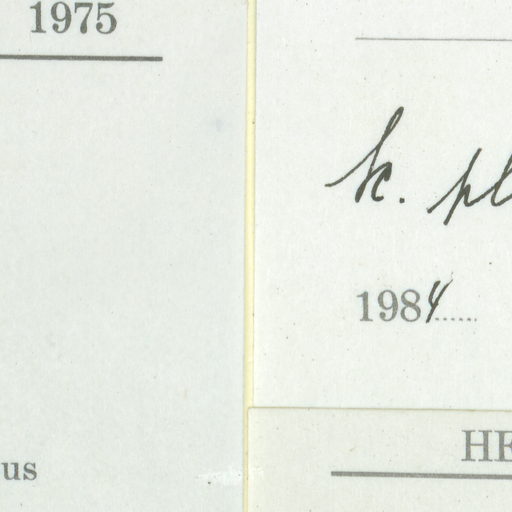 1975
k. pl
1984......
us
HE